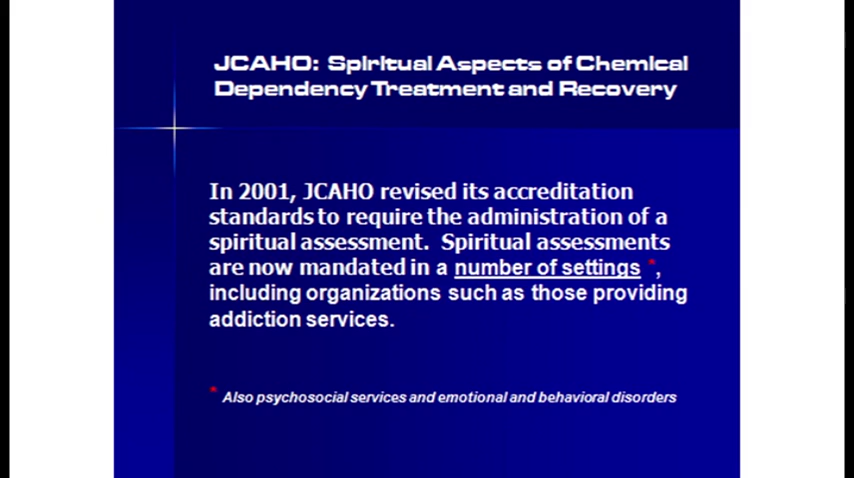 JCAHO: Spiritual Aspects of Chemical
Dependency Treatment and Recovery
In 2001, JCAHO revised its accreditation
standards to require the administration of a
spiritual assessment. Spiritual assessments
are now mandated in a number of settings *,
including organizations such as those providing
addiction services.
* Also psychosocial services and emotional and behavioral disorders